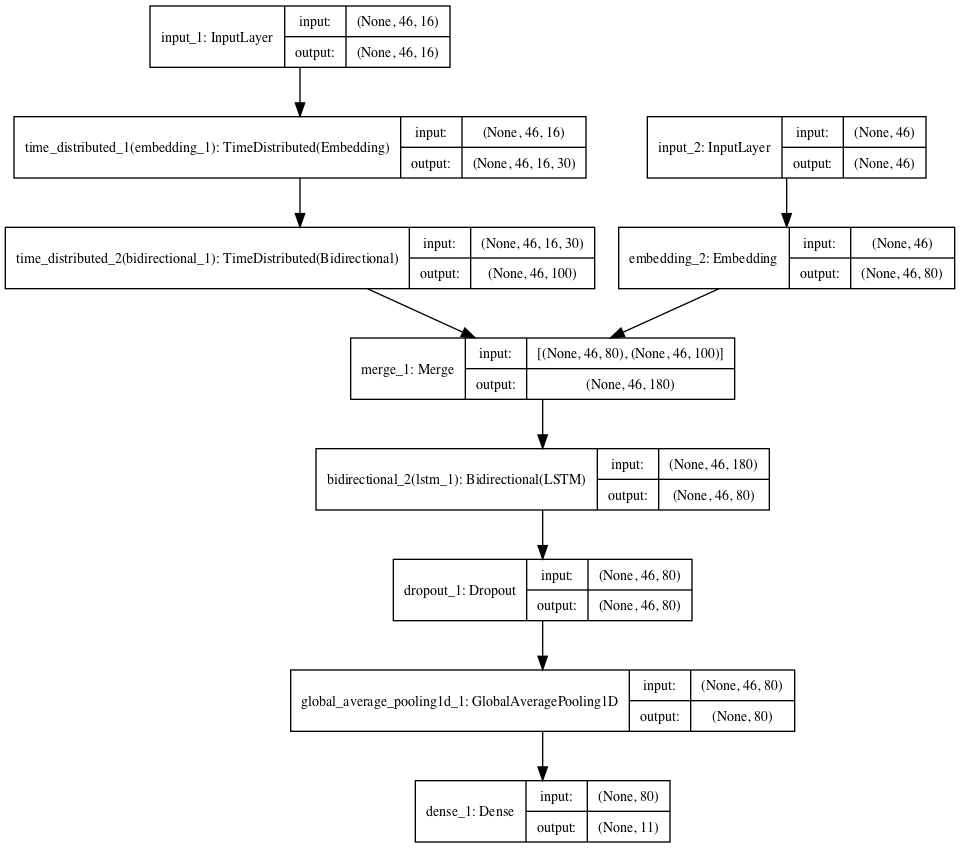 input_1: InputLayer
input: (None, 46, 16)
output: (None, 46, 16)
time_distributed_1(embedding_1): TimeDistributed(Embedding)
input: (None, 46, 16)
output: (None, 46, 16, 30)
input_2: InputLayer
input: (None, 46)
output: (None, 46)
time_distributed_2(bidirectional_1): TimeDistributed(Bidirectional)
input: (None, 46, 16, 30)
output: (None, 46, 100)
embedding_2: Embedding
input: (None, 46)
output: (None, 46, 80)
merge_1: Merge
input: [(None, 46, 80), (None, 46, 100)]
output: (None, 46, 180)
bidirectional_2(lstm_1): Bidirectional(LSTM)
input: (None, 46, 180)
output: (None, 46, 80)
dropout_1: Dropout
input: (None, 46, 80)
output: (None, 46, 80)
global_average_pooling1d_1: GlobalAveragePooling1D
input: (None, 46, 80)
output: (None, 80)
dense_1: Dense
input: (None, 80)
output: (None, 11)